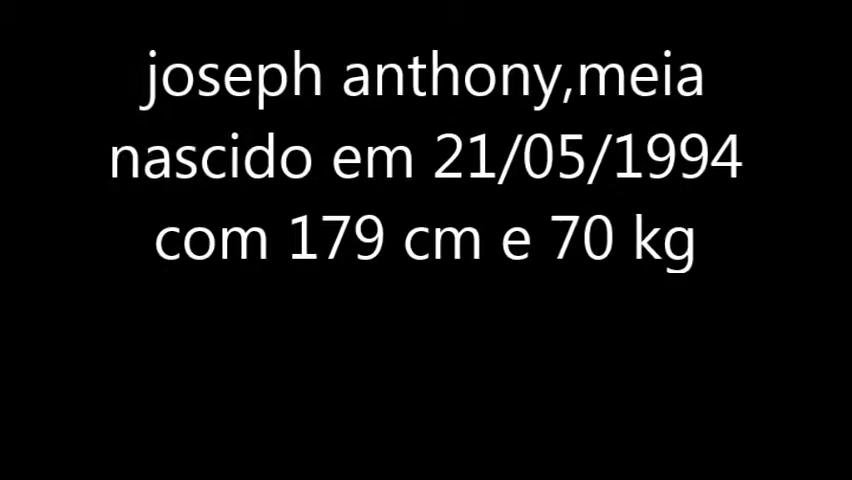 joseph anthony,meia
nascido em 21/05/1994
com 179 cm e 70 kg